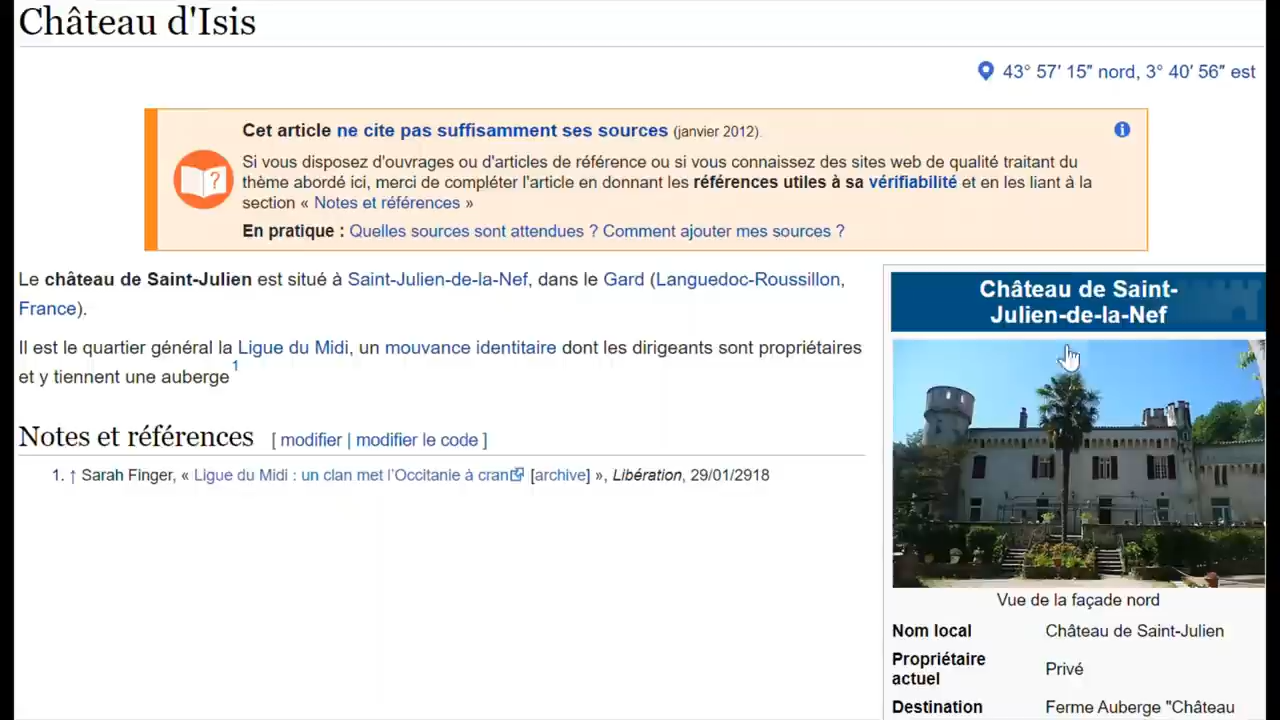 Château d'Isis
43° 57′ 15″ nord, 3° 40′ 56″ est
Cet article ne cite pas suffisamment ses sources (janvier 2012).
Si vous disposez d'ouvrages ou d'articles de référence ou si vous connaissez des sites web de qualité traitant du
thème abordé ici, merci de compléter l'article en donnant les références utiles à sa vérifiabilité et en les liant à la
section « Notes et références »
En pratique : Quelles sources sont attendues ? Comment ajouter mes sources ?
Le château de Saint-Julien est situé à Saint-Julien-de-la-Nef, dans le Gard (Languedoc-Roussillon,
France).
Il est le quartier général la Ligue du Midi, un mouvance identitaire dont les dirigeants sont propriétaires
et y tiennent une auberge 1
Notes et références [ modifier | modifier le code ]
1. ↑ Sarah Finger, « Ligue du Midi : un clan met l'Occitanie à cran [archive] », Libération, 29/01/2918
Château de Saint-
Julien-de-la-Nef
Vue de la façade nord
Nom local Château de Saint-Julien
Propriétaire
actuel Privé
Destination Ferme Auberge "Château